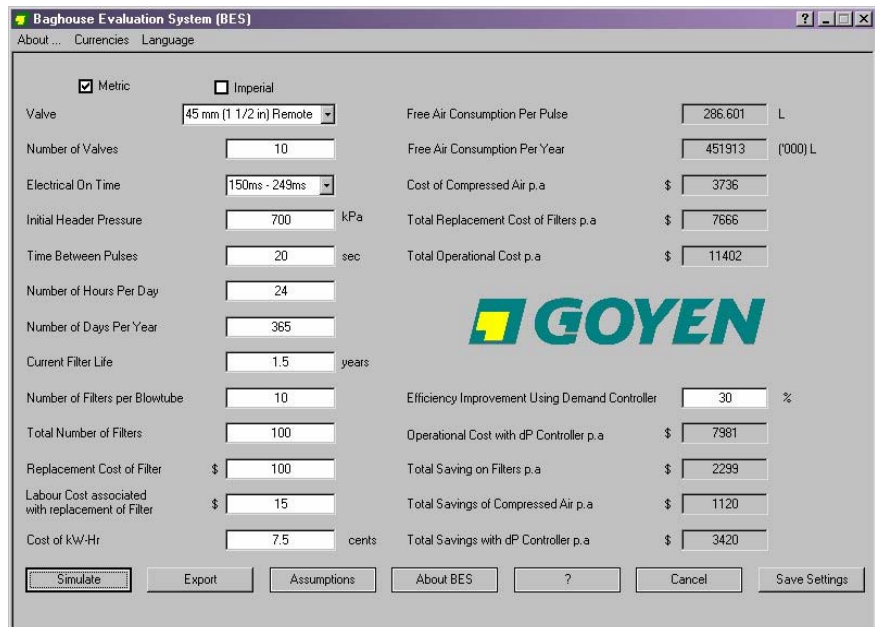 Baghouse Evaluation System (BES)
About ... Currencies Language
Metric Imperial
Valve 45 mm (1 1/2 in) Remote Free Air Consumption Per Pulse 286.601 L
Number of Valves 10 Free Air Consumption Per Year 451913 ('000) L
Electrical On Time 150ms - 249ms Cost of Compressed Air p.a $ 3736
Initial Header Pressure 700 kPa Total Replacement Cost of Filters p.a $ 7666
Time Between Pulses 20 sec Total Operational Cost p.a $ 11402
Number of Hours Per Day 24
Number of Days Per Year 365
GOYEN
Current Filter Life 1.5 years
Number of Filters per Blowtube 10 Efficiency Improvement Using Demand Controller 30 %
Total Number of Filters 100 Operational Cost with dP Controller p.a $ 7981
Replacement Cost of Filter $ 100 Total Saving on Filters p.a $ 2299
Labour Cost associated
with replacement of Filter $ 15 Total Savings of Compressed Air p.a $ 1120
Cost of kW-Hr 7.5 cents Total Savings with dP Controller p.a $ 3420
Simulate Export Assumptions About BES ? Cancel Save Settings